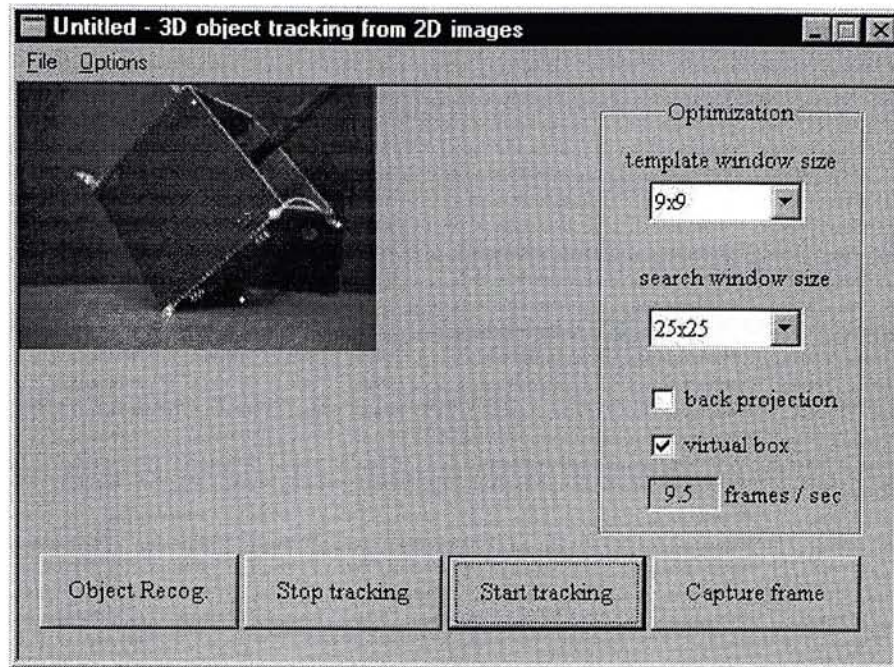 Untitled - 3D object tracking from 2D images
File Options
Optimization
template window size
9x9
search window size
25x25
back projection
virtual box
9.5 frames / sec
Object Recog. Stop tracking Start tracking Capture frame